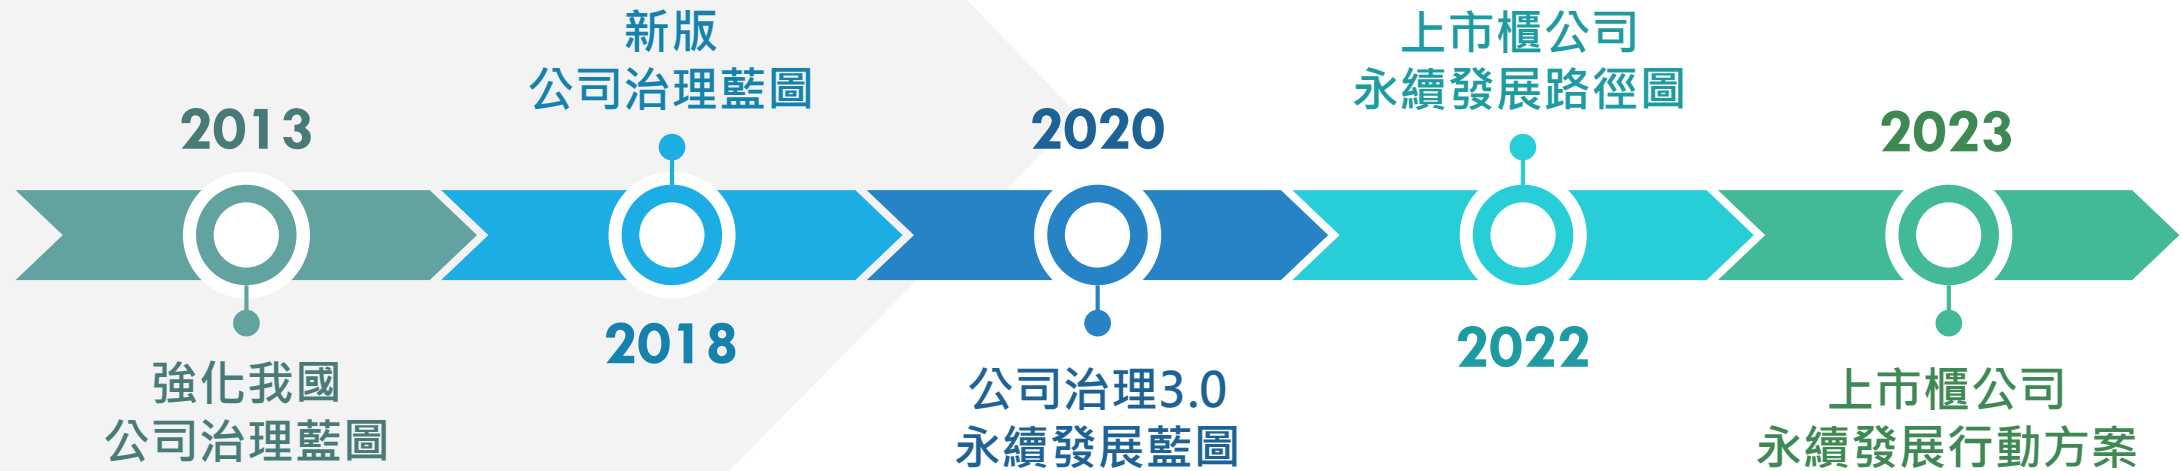 2013
強化我國
公司治理藍圖
新版
公司治理藍圖
2018
2020
公司治理3.0
永續發展藍圖
上市櫃公司
永續發展路徑圖
2022
2023
上市櫃公司
永續發展行動方案